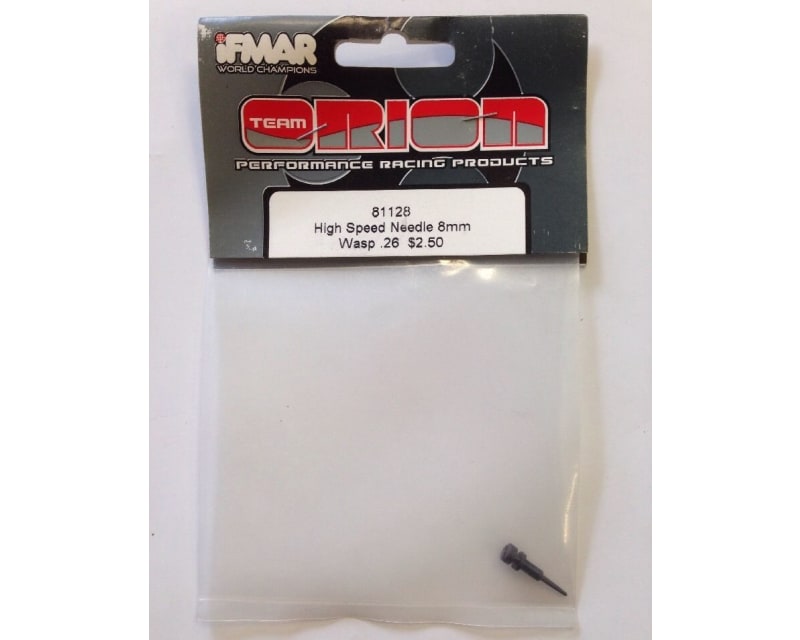 iFMAR
WORLD CHAMPIONS
TEAM ORION
PERFORMANCE RACING PRODUCTS
81128
High Speed Needle 8mm
Wasp .26 $2.50